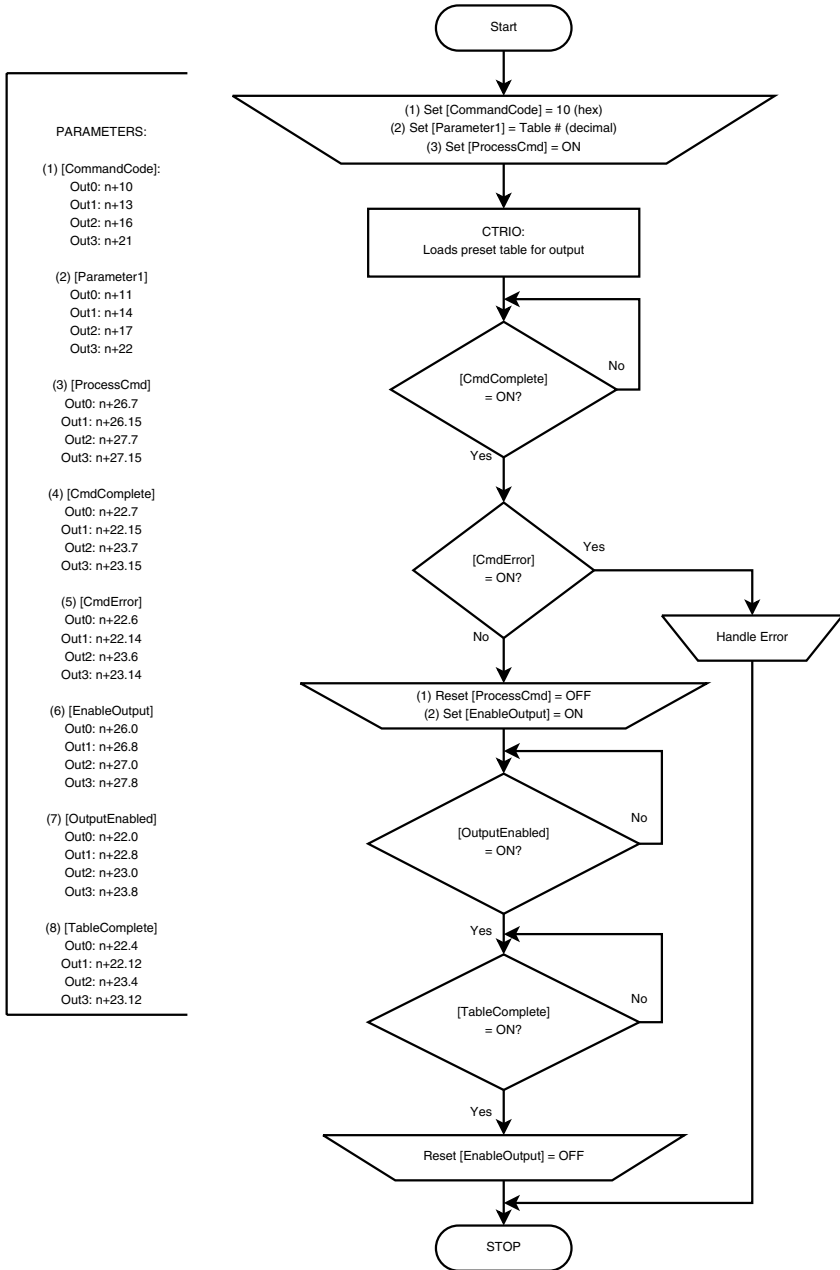 Start
(1) Set [CommandCode] = 10 (hex)
(2) Set [Parameter1] = Table # (decimal)
(3) Set [ProcessCmd] = ON
CTRIO:
Loads preset table for output
[CmdComplete]
= ON?
No
Yes
[CmdError]
= ON?
Yes
No
Handle Error
(1) Reset [ProcessCmd] = OFF
(2) Set [EnableOutput] = ON
[OutputEnabled]
= ON?
No
Yes
[TableComplete]
= ON?
No
Yes
Reset [EnableOutput] = OFF
STOP
PARAMETERS:
(1) [CommandCode]:
Out0: n+10
Out1: n+13
Out2: n+16
Out3: n+21
(2) [Parameter1]
Out0: n+11
Out1: n+14
Out2: n+17
Out3: n+22
(3) [ProcessCmd]
Out0: n+26.7
Out1: n+26.15
Out2: n+27.7
Out3: n+27.15
(4) [CmdComplete]
Out0: n+22.7
Out1: n+22.15
Out2: n+23.7
Out3: n+23.15
(5) [CmdError]
Out0: n+22.6
Out1: n+22.14
Out2: n+23.6
Out3: n+23.14
(6) [EnableOutput]
Out0: n+26.0
Out1: n+26.8
Out2: n+27.0
Out3: n+27.8
(7) [OutputEnabled]
Out0: n+22.0
Out1: n+22.8
Out2: n+23.0
Out3: n+23.8
(8) [TableComplete]
Out0: n+22.4
Out1: n+22.12
Out2: n+23.4
Out3: n+23.12